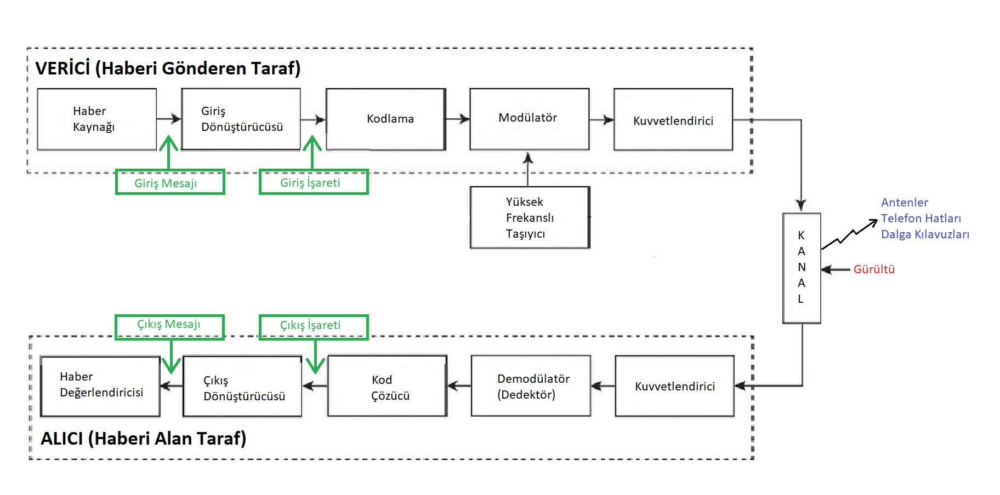 VERİCİ (Haberi Gönderen Taraf)
Haber
Kaynağı
Giriş
Dönüştürücüsü
Kodlama
Modülatör
Kuvvetlendirici
Giriş Mesajı
Giriş İşareti
Yüksek
Frekanslı
Taşıyıcı
K
A
N
A
L
Antenler
Telefon Hatları
Dalga Kılavuzları
Gürültü
Çıkış Mesajı
Çıkış İşareti
Haber
Değerlendiricisi
Çıkış
Dönüştürücüsü
Kod
Çözücü
Demodülatör
(Dedektör)
Kuvvetlendirici
ALICI (Haberi Alan Taraf)